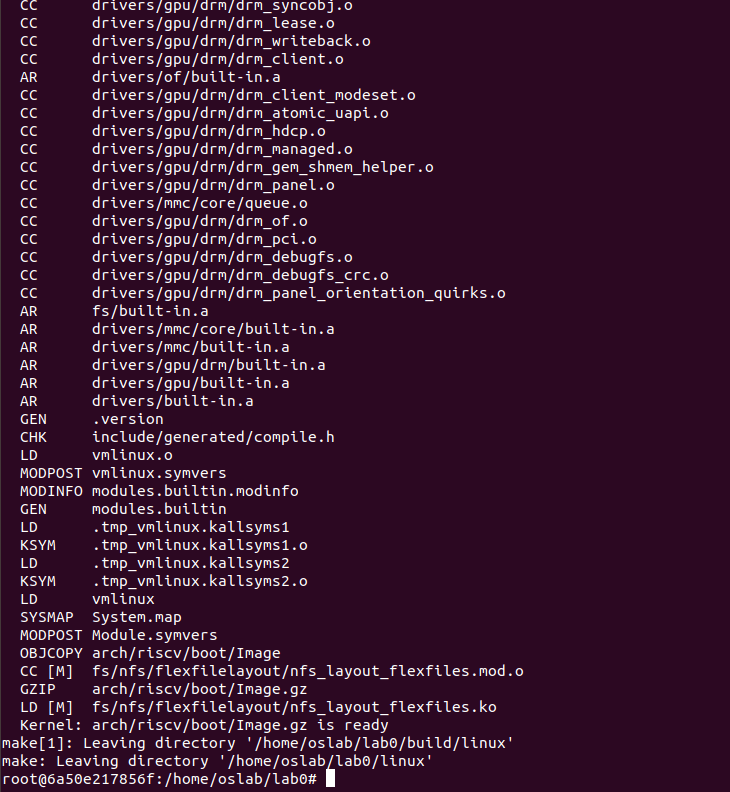 CC      drivers/gpu/drm/drm_syncobj.o
CC      drivers/gpu/drm/drm_lease.o
CC      drivers/gpu/drm/drm_writeback.o
CC      drivers/gpu/drm/drm_client.o
AR      drivers/of/built-in.a
CC      drivers/gpu/drm/drm_client_modeset.o
CC      drivers/gpu/drm/drm_atomic_uapi.o
CC      drivers/gpu/drm/drm_hdcp.o
CC      drivers/gpu/drm/drm_managed.o
CC      drivers/gpu/drm/drm_gem_shmem_helper.o
CC      drivers/gpu/drm/drm_panel.o
CC      drivers/mmc/core/queue.o
CC      drivers/gpu/drm/drm_of.o
CC      drivers/gpu/drm/drm_pci.o
CC      drivers/gpu/drm/drm_debugfs.o
CC      drivers/gpu/drm/drm_debugfs_crc.o
CC      drivers/gpu/drm/drm_panel_orientation_quirks.o
AR      fs/built-in.a
AR      drivers/mmc/core/built-in.a
AR      drivers/mmc/built-in.a
AR      drivers/gpu/drm/built-in.a
AR      drivers/gpu/built-in.a
AR      drivers/built-in.a
GEN     .version
CHK     include/generated/compile.h
LD      vmlinux.o
MODPOST vmlinux.symvers
MODINFO modules.builtin.modinfo
GEN     modules.builtin
LD      .tmp_vmlinux.kallsyms1
KSYM    .tmp_vmlinux.kallsyms1.o
LD      .tmp_vmlinux.kallsyms2
KSYM    .tmp_vmlinux.kallsyms2.o
LD      vmlinux
SYSMAP  System.map
MODPOST Module.symvers
OBJCOPY arch/riscv/boot/Image
CC [M]  fs/nfs/flexfilelayout/nfs_layout_flexfiles.mod.o
GZIP    arch/riscv/boot/Image.gz
LD [M]  fs/nfs/flexfilelayout/nfs_layout_flexfiles.ko
Kernel: arch/riscv/boot/Image.gz is ready
make[1]: Leaving directory '/home/oslab/lab0/build/linux'
make: Leaving directory '/home/oslab/lab0/linux'
root@6a50e217856f:/home/oslab/lab0#